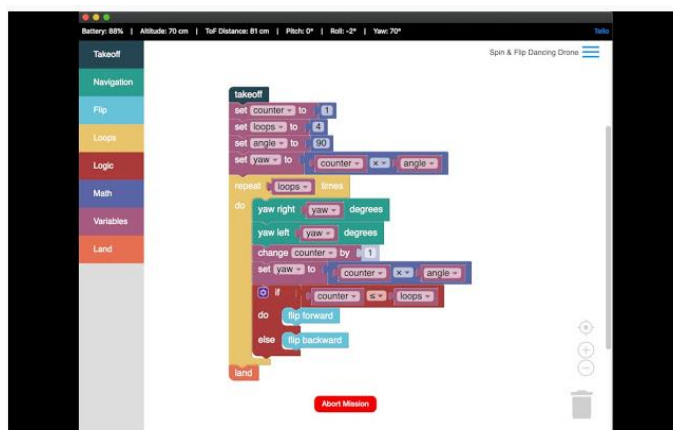 Battery: 88% | Altitude: 70 cm | ToF Distance: 81 cm | Pitch: 0° | Roll: -2° | Yaw: 70° Tello
Spin & Flip Dancing Drone
Takeoff
Navigation
Flip
Loops
Logic
Math
Variables
Land
takeoff
set counter to 1
set loops to 4
set angle to 90
set yaw to counter × angle
repeat loops times
do yaw right yaw degrees
yaw left yaw degrees
change counter by 1
set yaw to counter × angle
if counter ≤ loops
do flip forward
else flip backward
land
Abort Mission